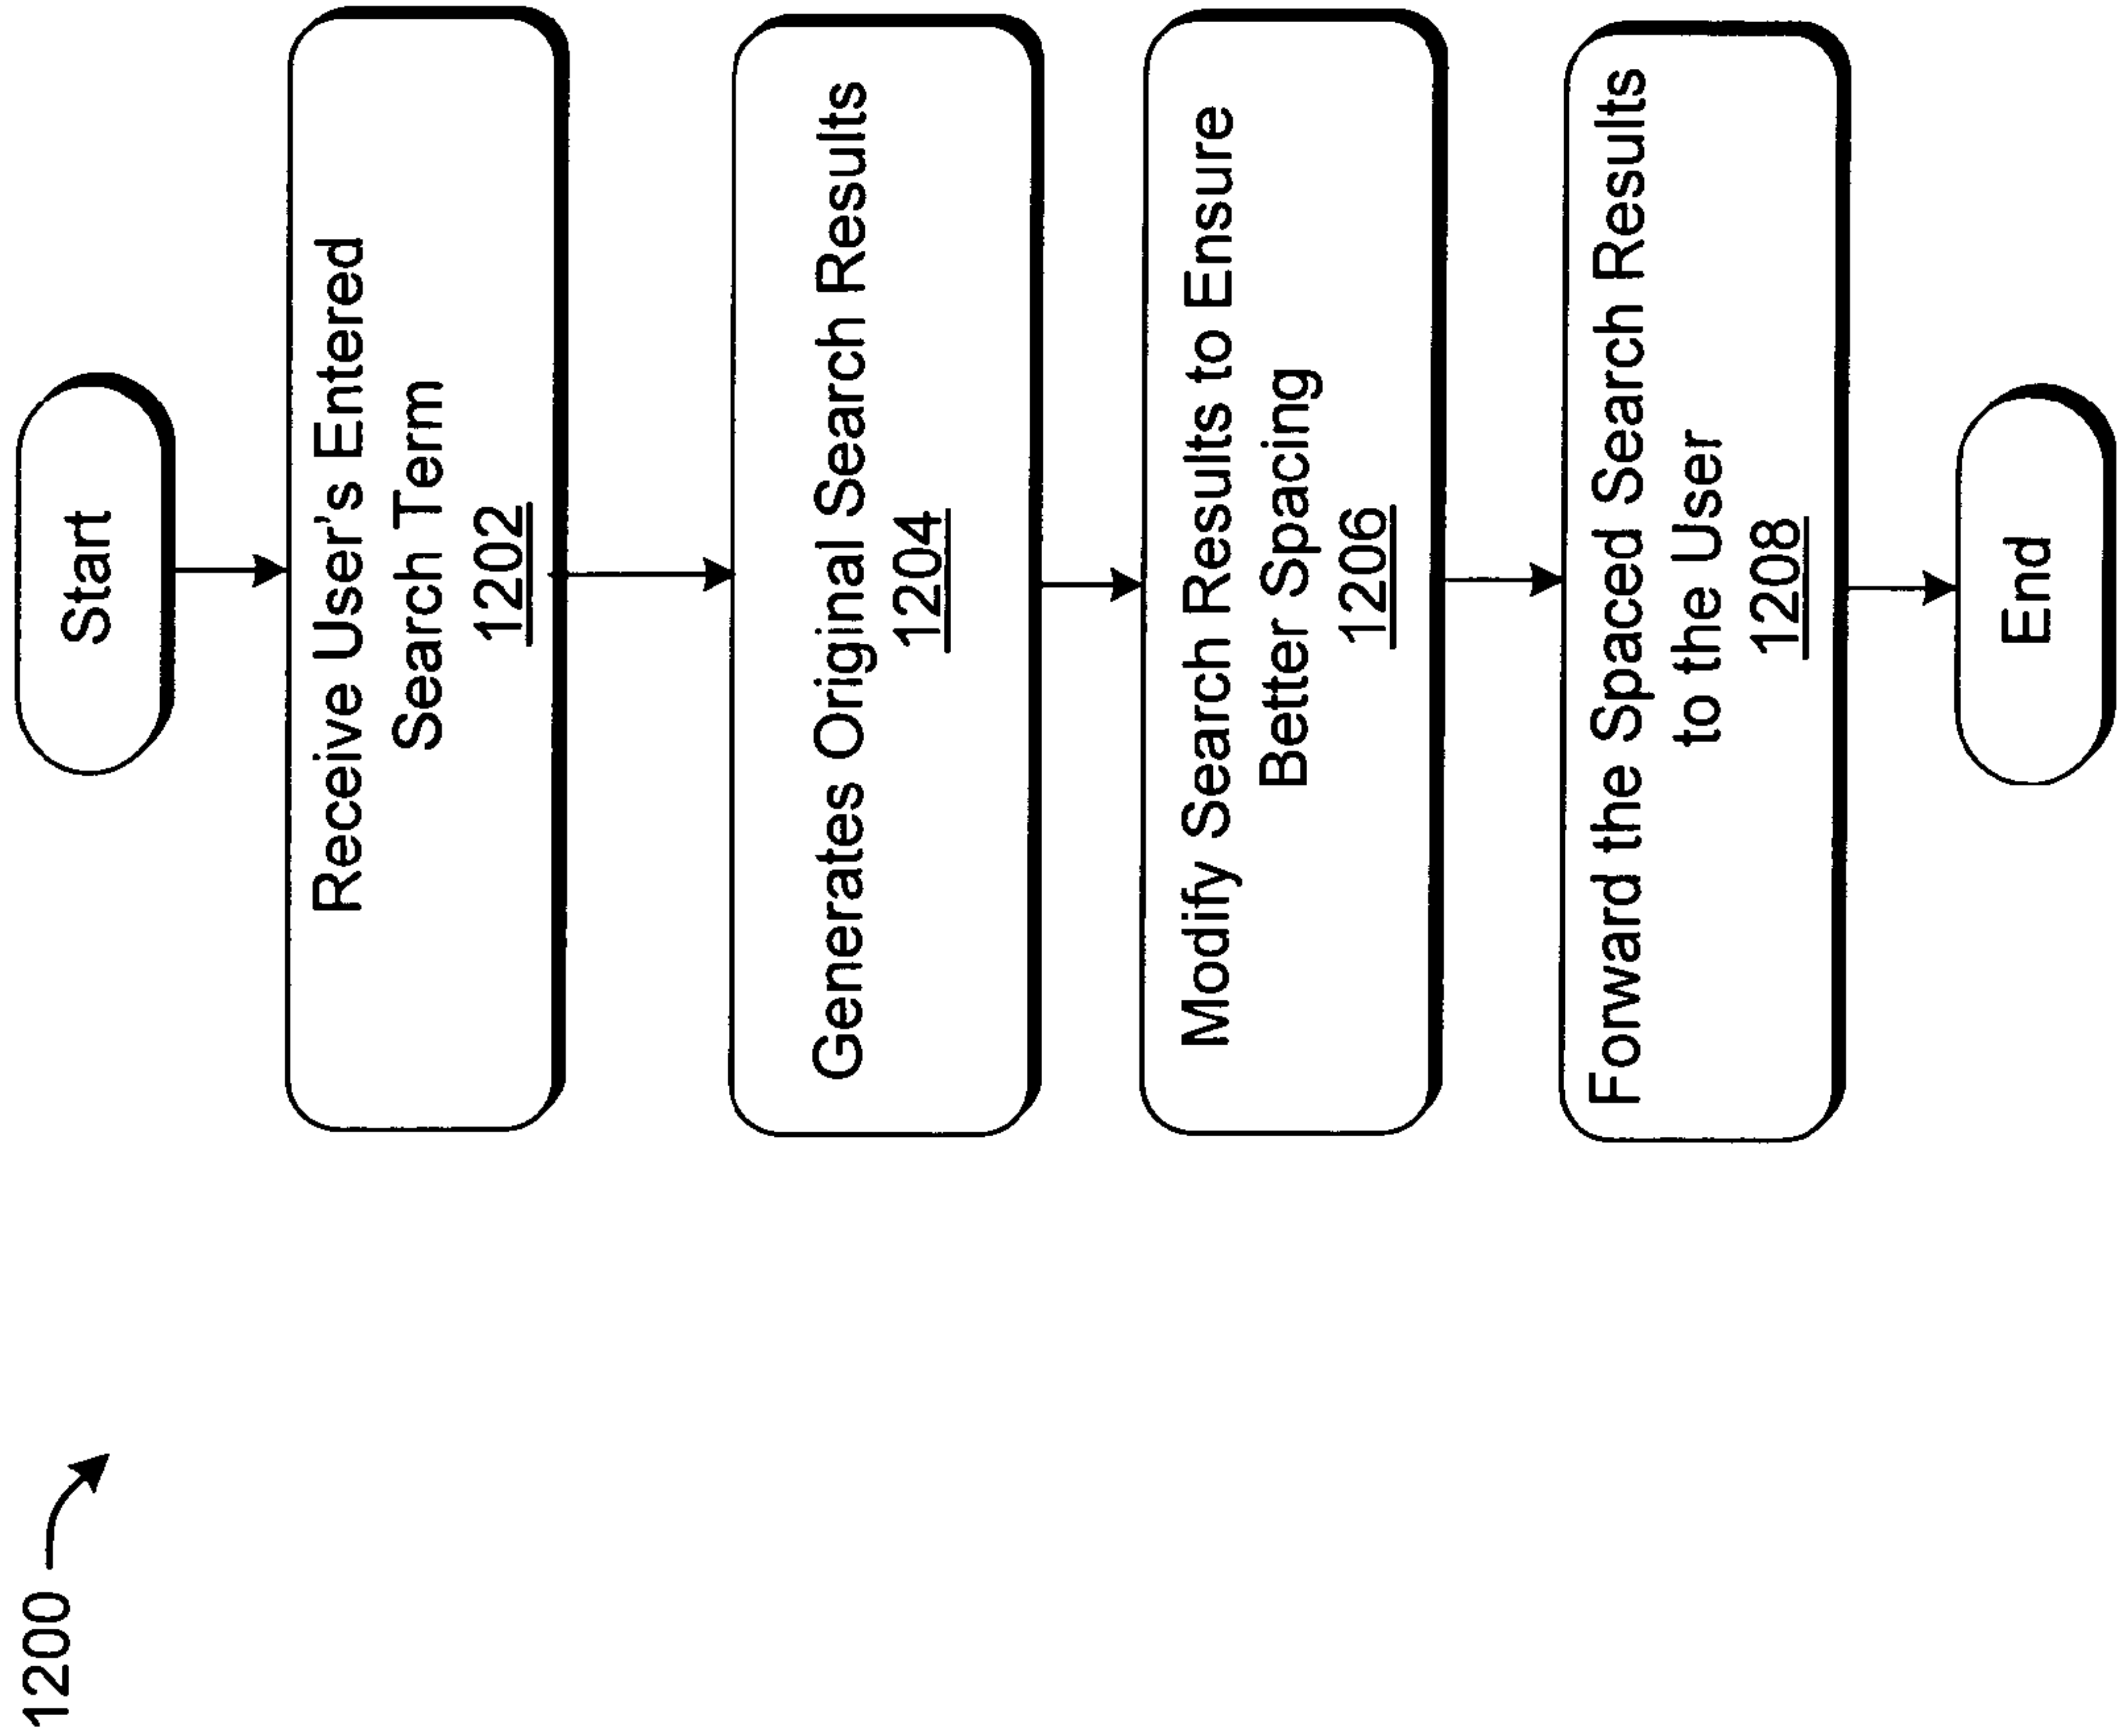 1200
Start
Receive User's Entered
Search Term
1202
Generates Original Search Results
1204
Modify Search Results to Ensure
Better Spacing
1206
Forward the Spaced Search Results
to the User
1208
End